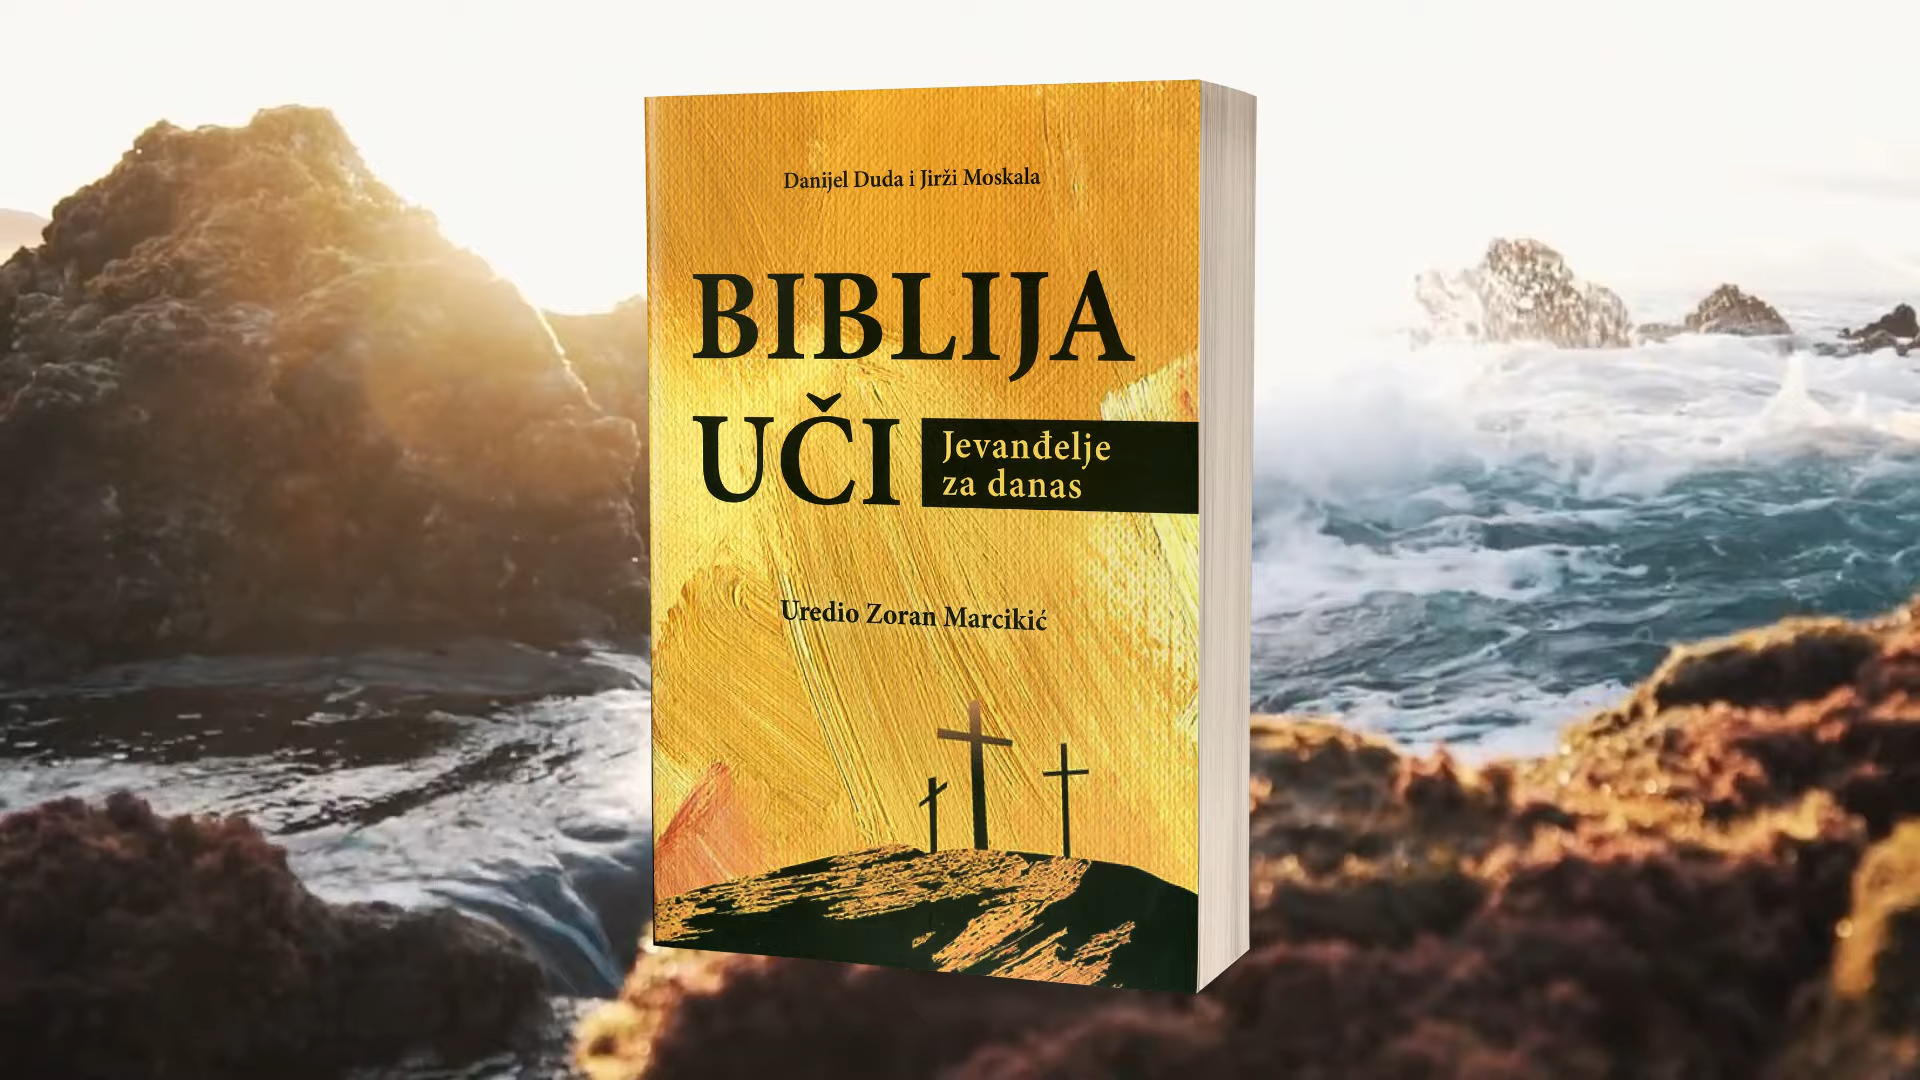 Danijel Duda i Jirži Moskala
BIBLIJA
UČI
Jevanđelje
za danas
Uredio Zoran Marcikić